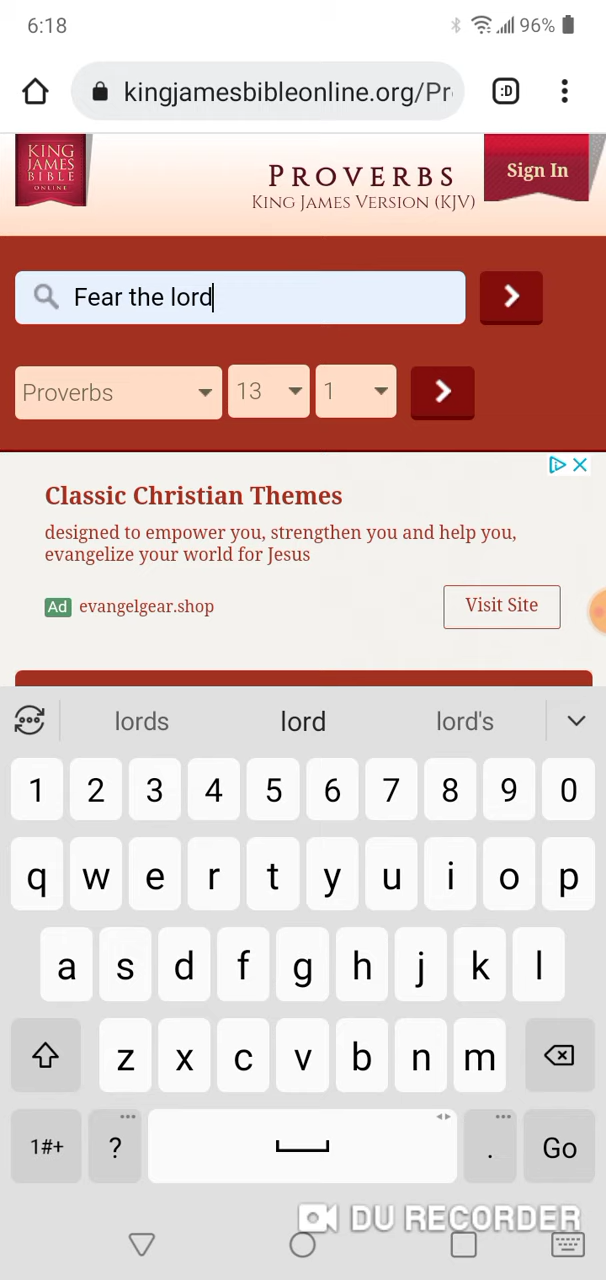 6:18
96%
kingjamesbibleonline.org/Pr
:D
KING
JAMES
BIBLE
ONLINE
PROVERBS
KING JAMES VERSION (KJV)
Sign In
Fear the lord
Proverbs 13 1
Classic Christian Themes
designed to empower you, strengthen you and help you,
evangelize your world for Jesus
Ad evangelgear.shop
Visit Site
lords lord lord's
1 2 3 4 5 6 7 8 9 0
q w e r t y u i o p
a s d f g h j k l
z x c v b n m
1#+ ? . Go
DU RECORDER